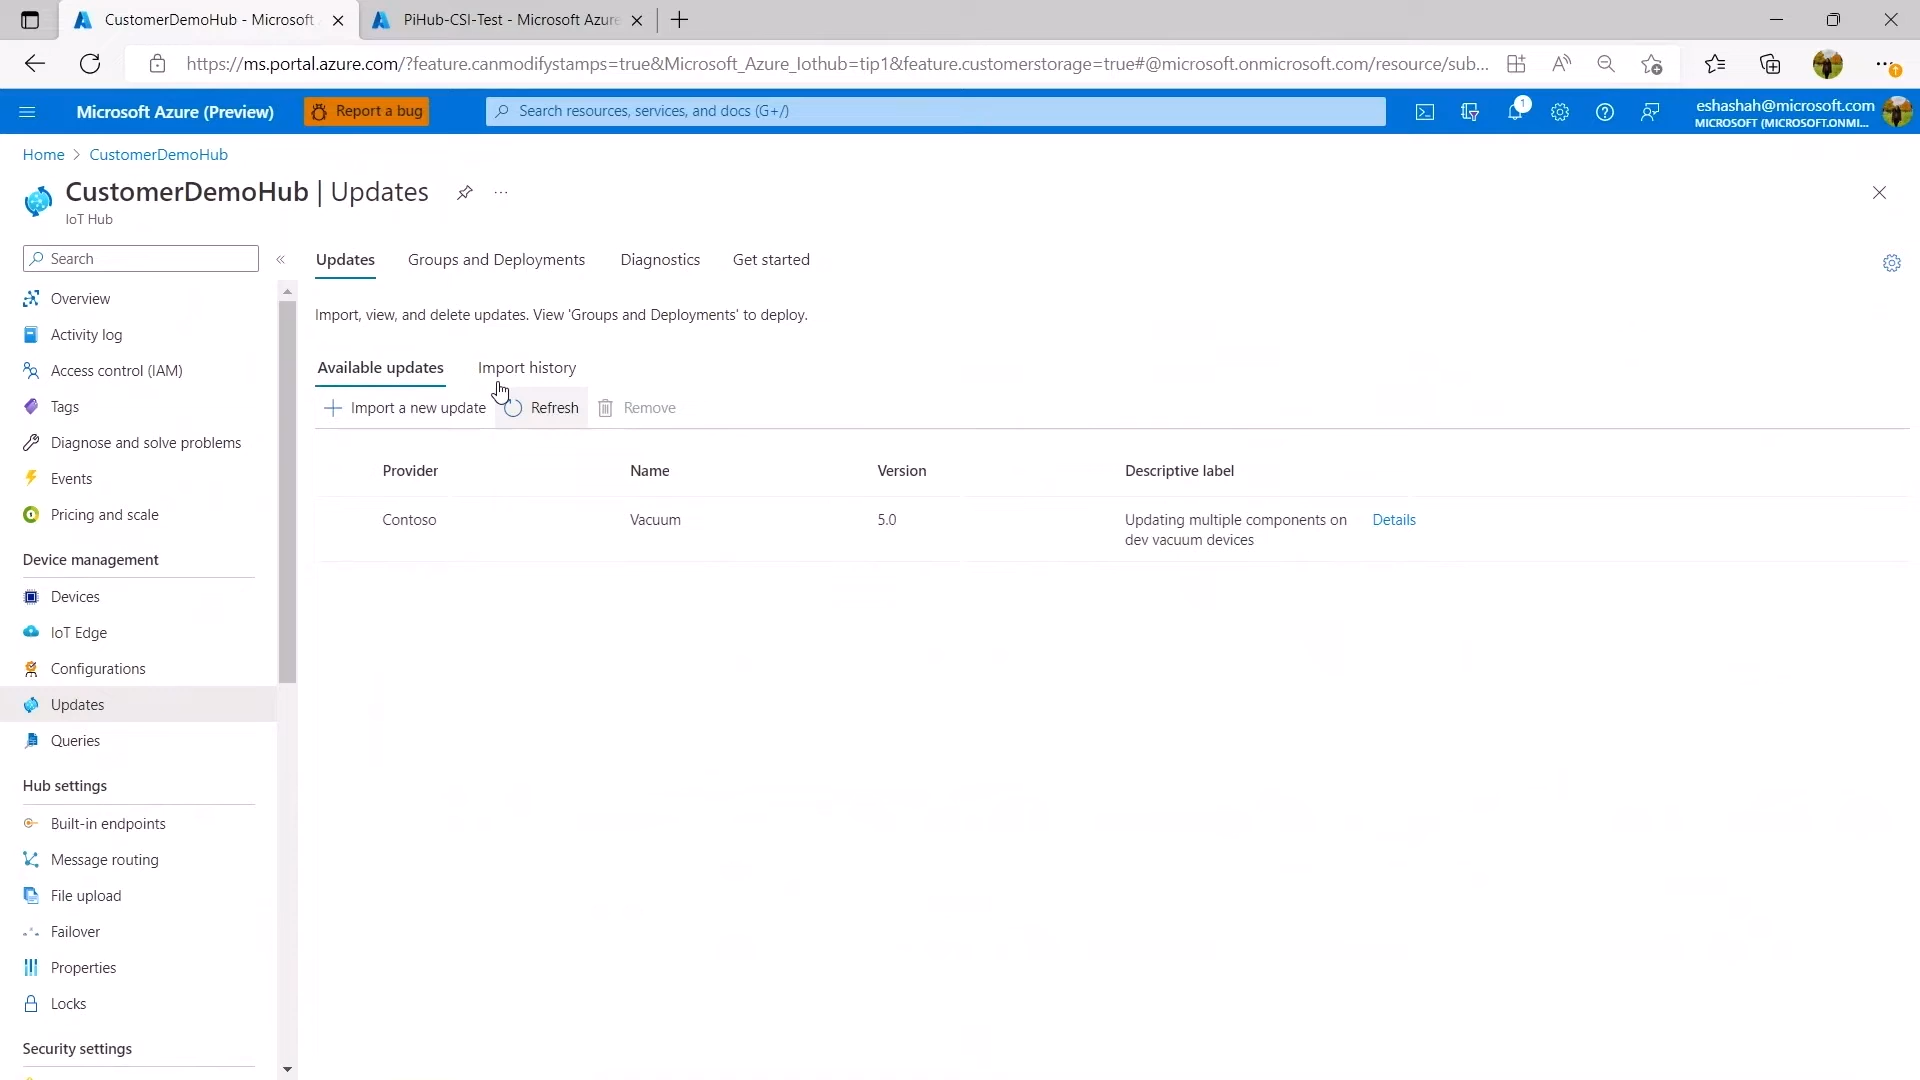 CustomerDemoHub - Microsoft
PiHub-CSI-Test - Microsoft Azure
https://ms.portal.azure.com/?feature.canmodifystamps=true&Microsoft_Azure_Iothub=tip1&feature.customerstorage=true#@microsoft.onmicrosoft.com/resource/sub...
Microsoft Azure (Preview)
Report a bug
Search resources, services, and docs (G+/)
1
eshashah@microsoft.com
MICROSOFT (MICROSOFT.ONMI...
Home > CustomerDemoHub
CustomerDemoHub | Updates
IoT Hub
Search
Overview
Activity log
Access control (IAM)
Tags
Diagnose and solve problems
Events
Pricing and scale
Device management
Devices
IoT Edge
Configurations
Updates
Queries
Hub settings
Built-in endpoints
Message routing
File upload
Failover
Properties
Locks
Security settings
Updates Groups and Deployments Diagnostics Get started
Import, view, and delete updates. View 'Groups and Deployments' to deploy.
Available updates Import history
Import a new update Refresh Remove
Provider Name Version Descriptive label
Contoso Vacuum 5.0 Updating multiple components on Details
dev vacuum devices